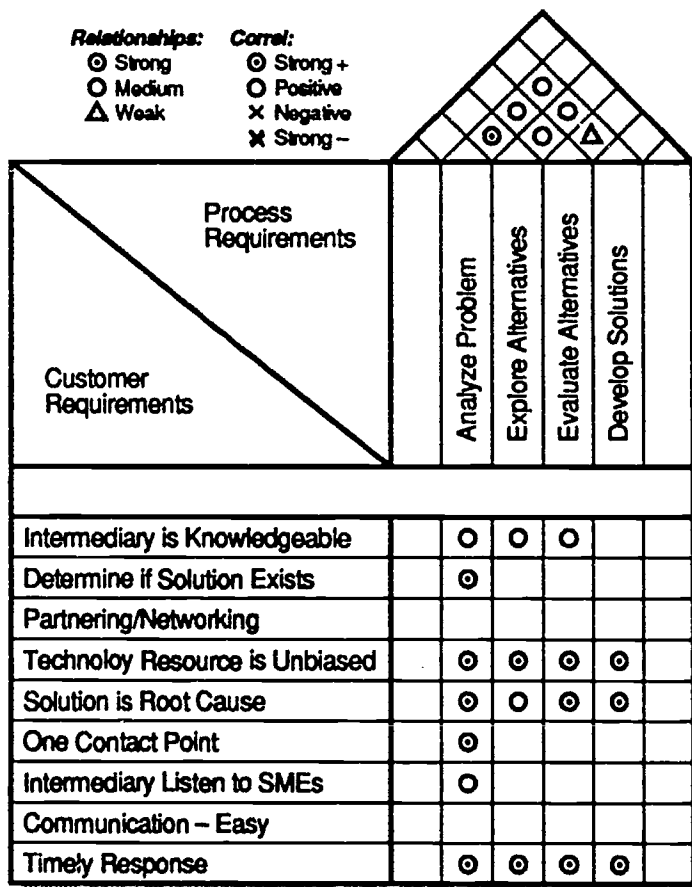 Relationships: Correl:
Strong Strong +
Medium Positive
Weak Negative
Strong –
Process
Requirements
Customer
Requirements
Analyze Problem
Explore Alternatives
Evaluate Alternatives
Develop Solutions
Intermediary is Knowledgeable
Determine if Solution Exists
Partnering/Networking
Technoloy Resource is Unbiased
Solution is Root Cause
One Contact Point
Intermediary Listen to SMEs
Communication – Easy
Timely Response